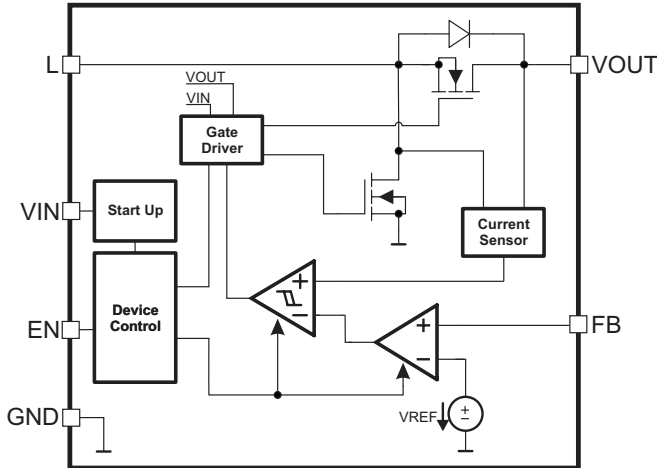 L
VOUT
VOUT
VIN
Gate
Driver
VIN
Start Up
Current
Sensor
Device
Control
EN
FB
GND
VREF
+
−
+
−
+
−